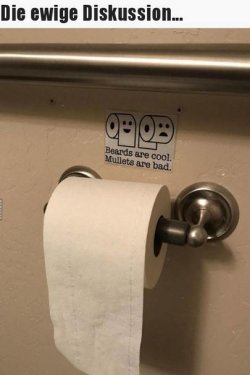 Die ewige Diskussion...
Beards are cool.
Mullets are bad.